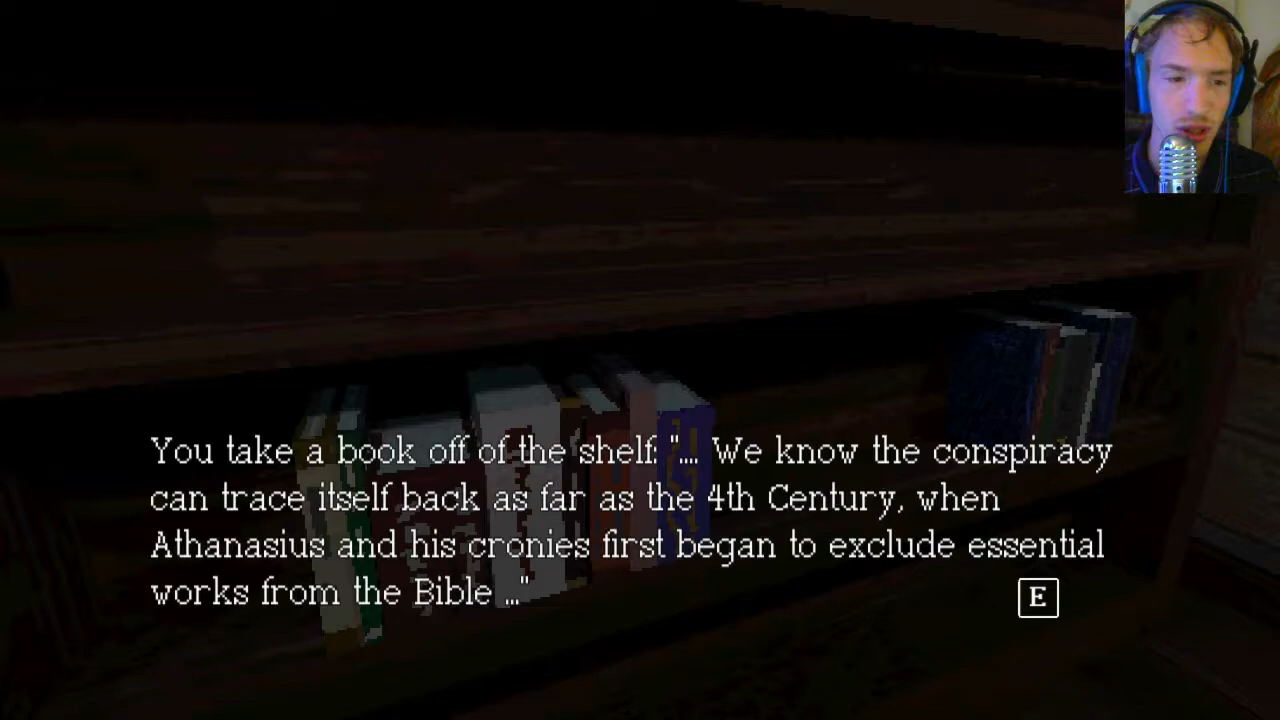 You take a book off of the shelf: ".... We know the conspiracy
can trace itself back as far as the 4th Century, when
Athanasius and his cronies first began to exclude essential
works from the Bible ..."
E